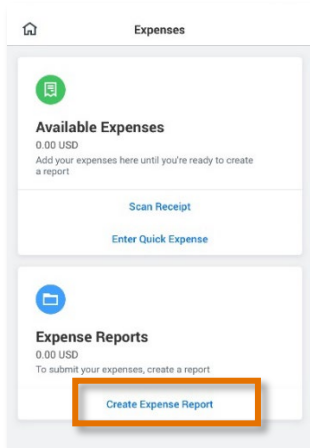 Expenses
Available Expenses
0.00 USD
Add your expenses here until you're ready to create
a report
Scan Receipt
Enter Quick Expense
Expense Reports
0.00 USD
To submit your expenses, create a report
Create Expense Report